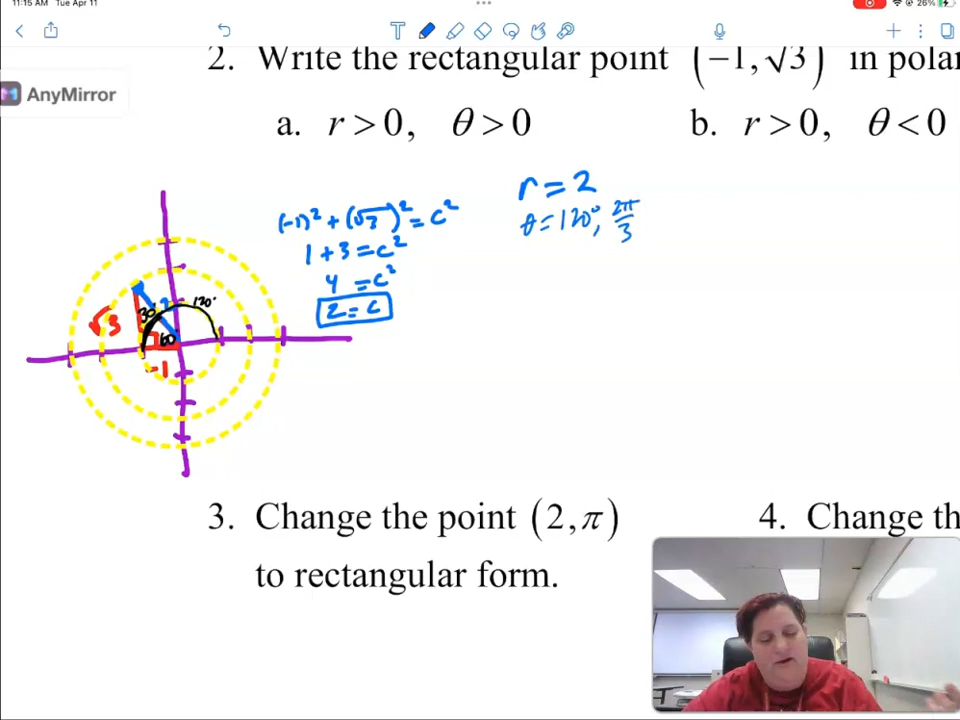 11:15 AM Tue Apr 11
26%
T
AnyMirror
2. Write the rectangular point (−1, √3) in polar
a. r > 0, θ > 0
b. r > 0, θ < 0
r = 2
θ = 120°, 2π/3
(-1)² + (√3)² = c²
1 + 3 = c²
4 = c²
2 = c
30° 2 120°
√3
60°
-1
3. Change the point (2, π)
to rectangular form.
4. Change th